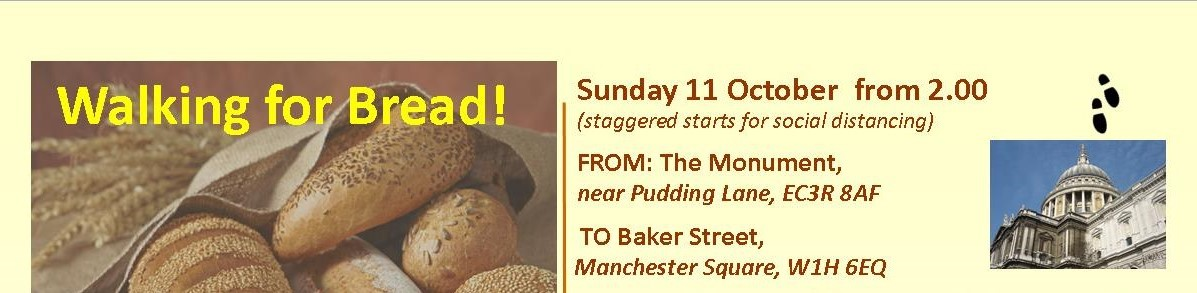 Walking for Bread!
Sunday 11 October from 2.00
(staggered starts for social distancing)
FROM: The Monument,
near Pudding Lane, EC3R 8AF
TO Baker Street,
Manchester Square, W1H 6EQ